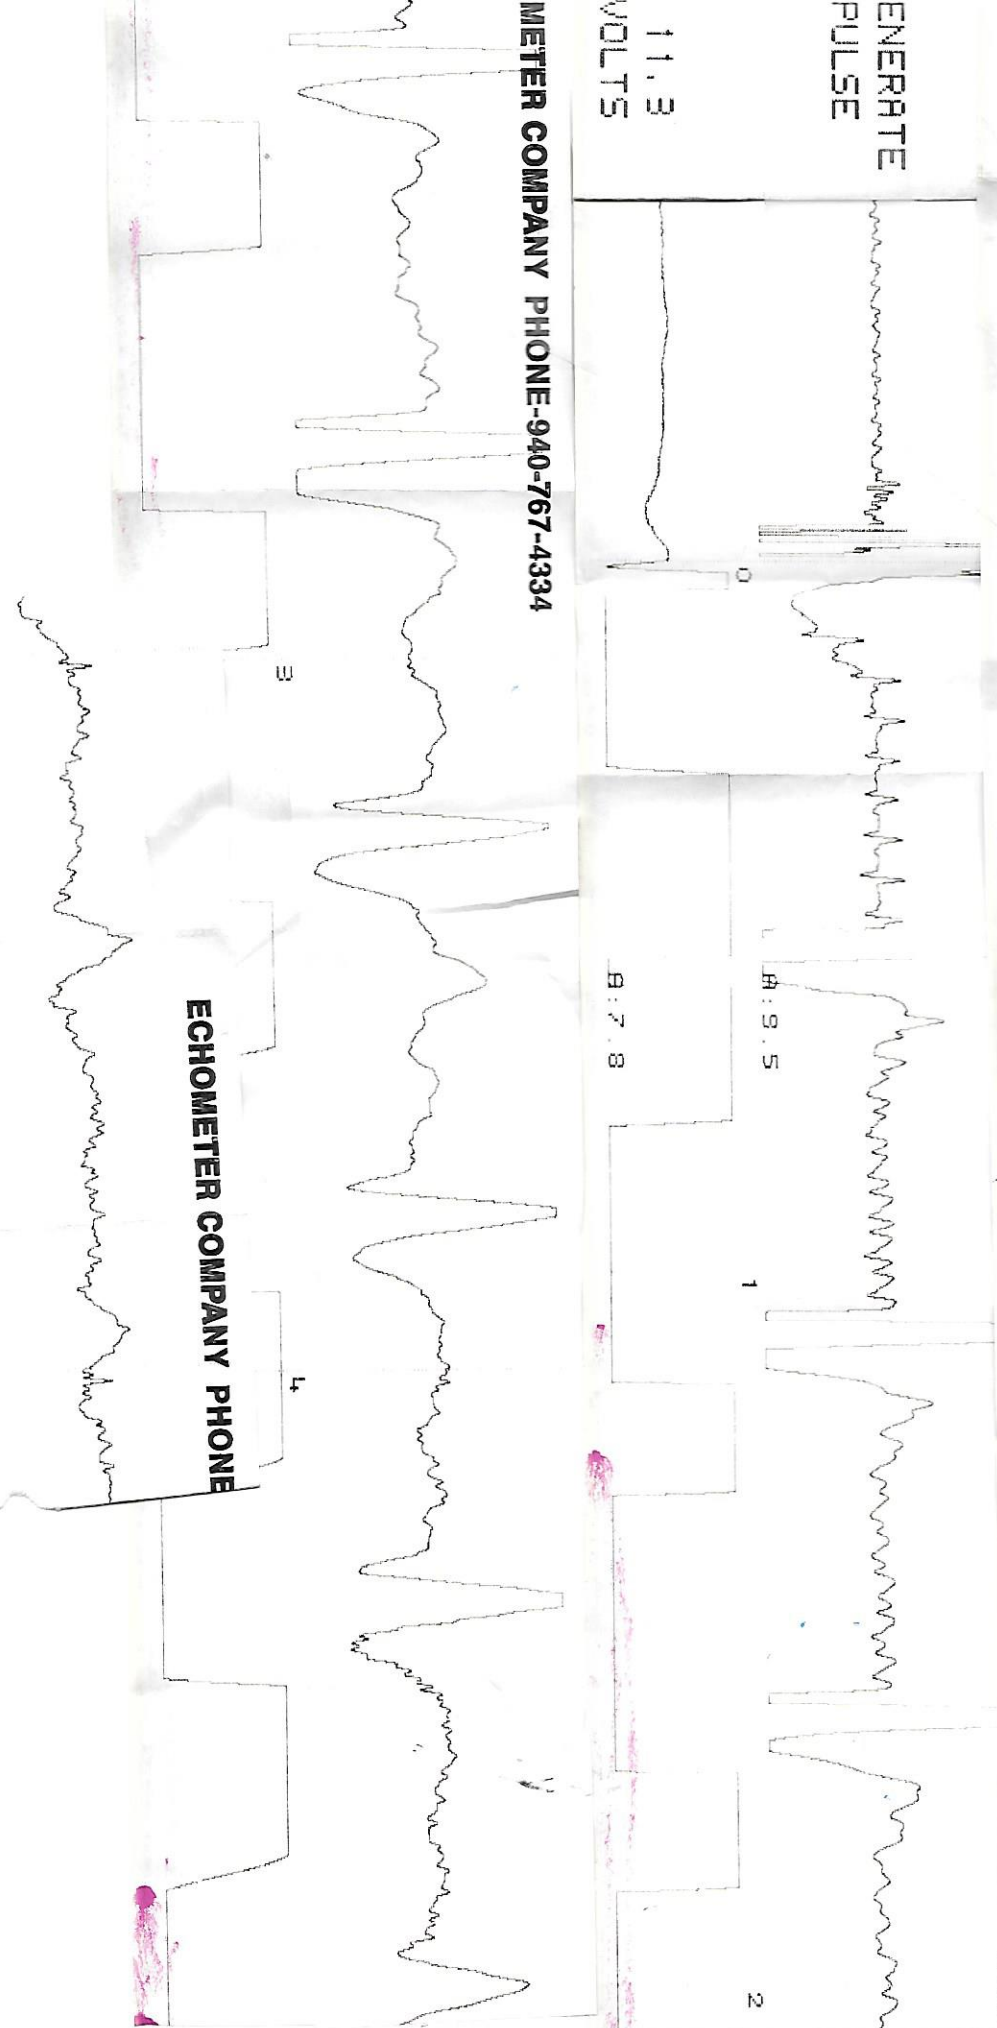 ENERATE
PULSE
11.3
VOLTS
0
A:9.5
B:7.8
1
2
METER COMPANY PHONE-940-767-4334
3
4
ECHOMETER COMPANY PHONE